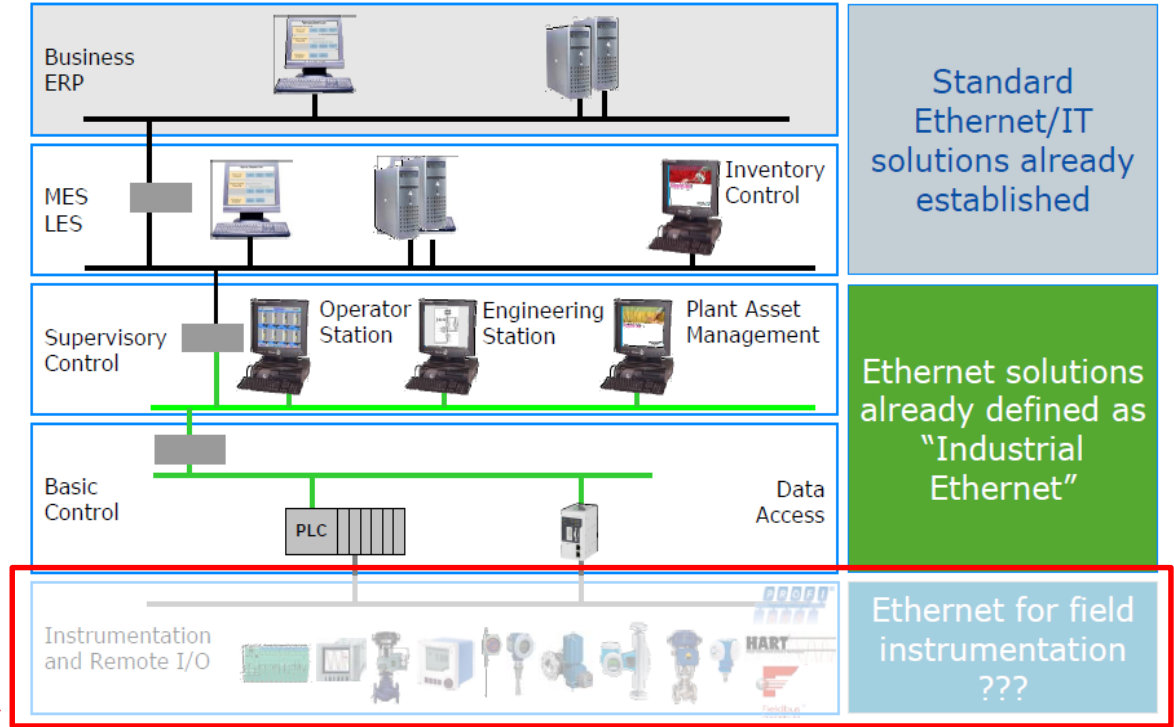 Business
ERP
Standard
Ethernet/IT
solutions already
established
MES
LES
Inventory
Control
Supervisory
Control
Operator
Station
Engineering
Station
Plant Asset
Management
Ethernet solutions
already defined as
“Industrial
Ethernet”
Basic
Control
PLC
Data
Access
Instrumentation
and Remote I/O
PROFI
HART
Ethernet for field
instrumentation
???